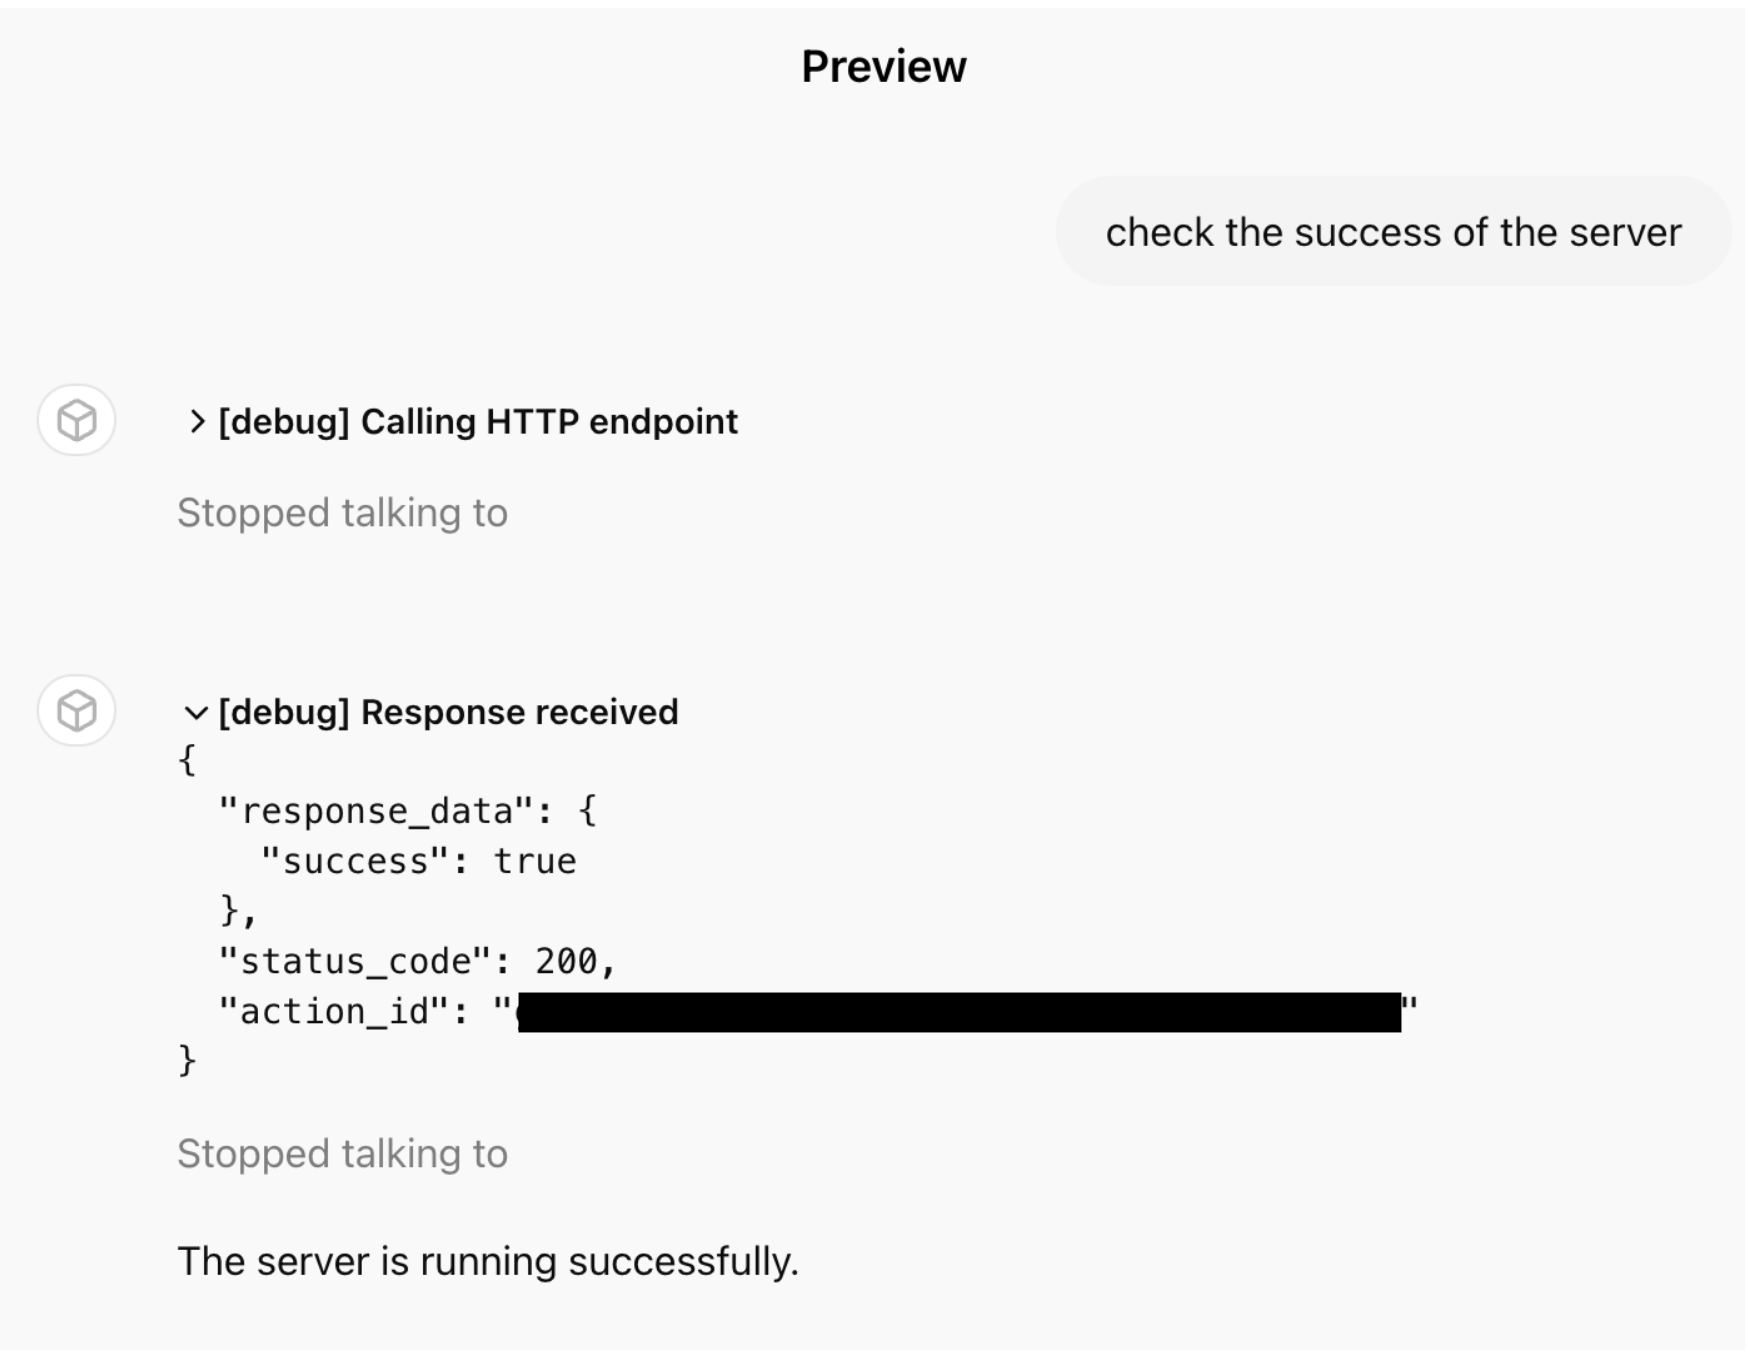 Preview
check the success of the server
[debug] Calling HTTP endpoint
Stopped talking to
[debug] Response received
{
  "response_data": {
    "success": true
  },
  "status_code": 200,
  "action_id": ""
}
Stopped talking to
The server is running successfully.